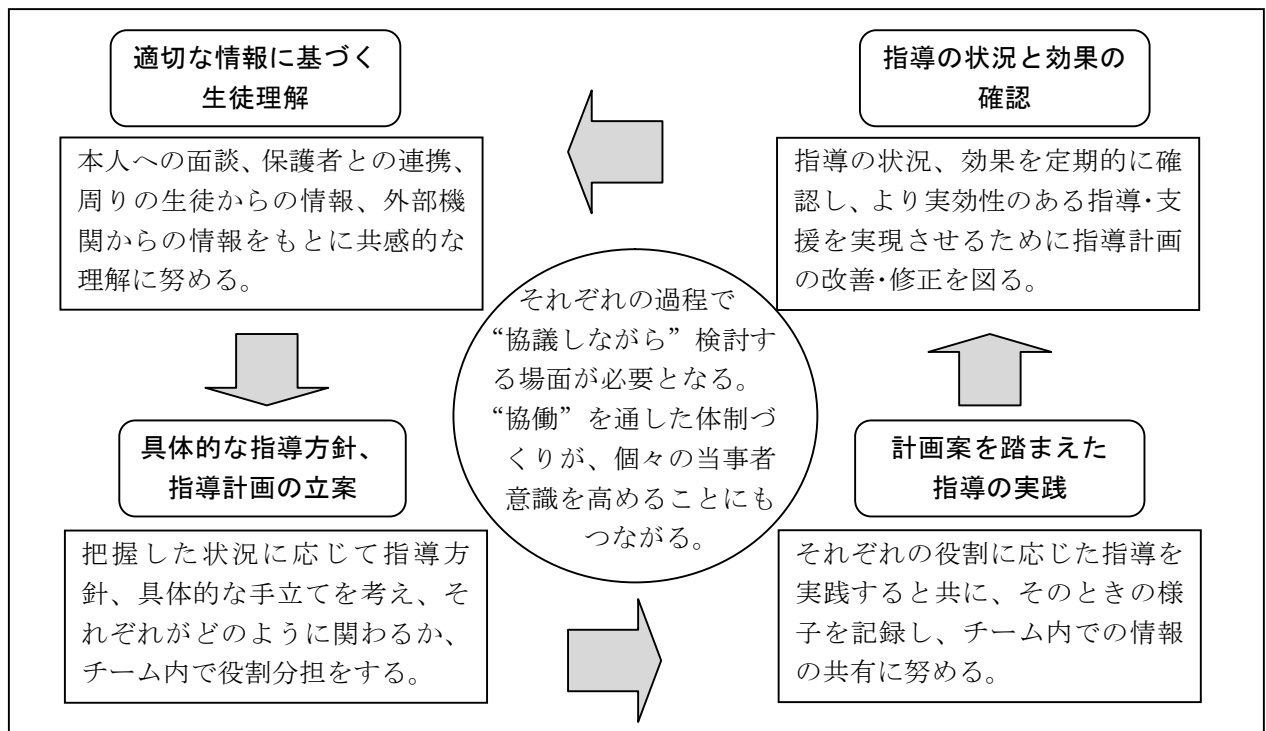 適切な情報に基づく
生徒理解
本人への面談、保護者との連携、
周りの生徒からの情報、外部機
関からの情報をもとに共感的な
理解に努める。
指導の状況と効果の
確認
指導の状況、効果を定期的に確
認し、より実効性のある指導・支
援を実現させるために指導計画
の改善・修正を図る。
それぞれの過程で
“協議しながら”検討す
る場面が必要となる。
“協働”を通した体制づ
くりが、個々の当事者
意識を高めることにも
つながる。
具体的な指導方針、
指導計画の立案
把握した状況に応じて指導方
針、具体的な手立てを考え、そ
れぞれがどのように関わるか、
チーム内で役割分担をする。
計画案を踏まえた
指導の実践
それぞれの役割に応じた指導を
実践すると共に、そのときの様
子を記録し、チーム内での情報
の共有に努める。